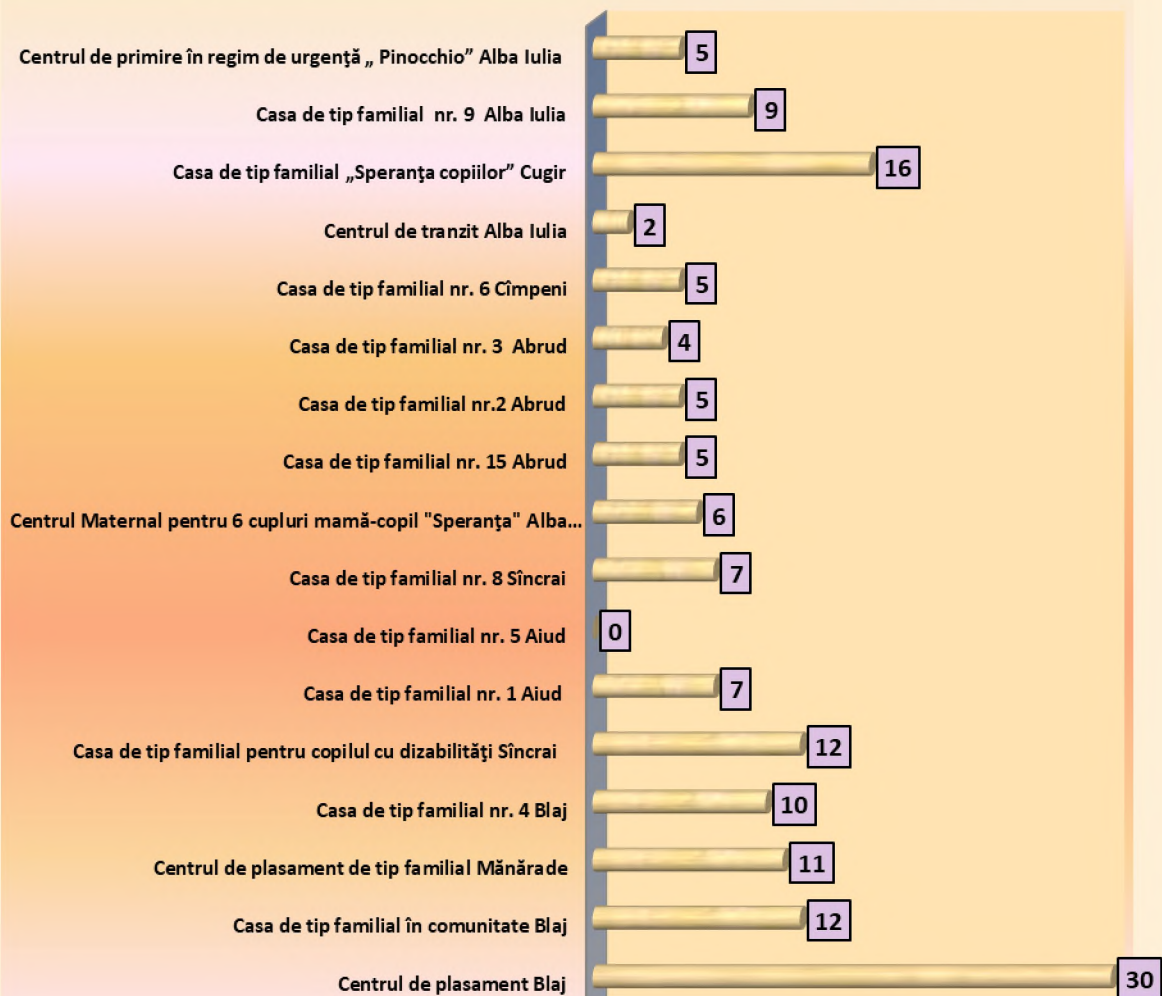 Centrul de primire în regim de urgență „ Pinocchio” Alba Iulia 5
Casa de tip familial nr. 9 Alba Iulia 9
Casa de tip familial „Speranța copiilor” Cugir 16
Centrul de tranzit Alba Iulia 2
Casa de tip familial nr. 6 Cîmpeni 5
Casa de tip familial nr. 3 Abrud 4
Casa de tip familial nr.2 Abrud 5
Casa de tip familial nr. 15 Abrud 5
Centrul Maternal pentru 6 cupluri mamă-copil "Speranța" Alba... 6
Casa de tip familial nr. 8 Sîncrai 7
Casa de tip familial nr. 5 Aiud 0
Casa de tip familial nr. 1 Aiud 7
Casa de tip familial pentru copilul cu dizabilități Sîncrai 12
Casa de tip familial nr. 4 Blaj 10
Centrul de plasament de tip familial Mănărade 11
Casa de tip familial în comunitate Blaj 12
Centrul de plasament Blaj 30